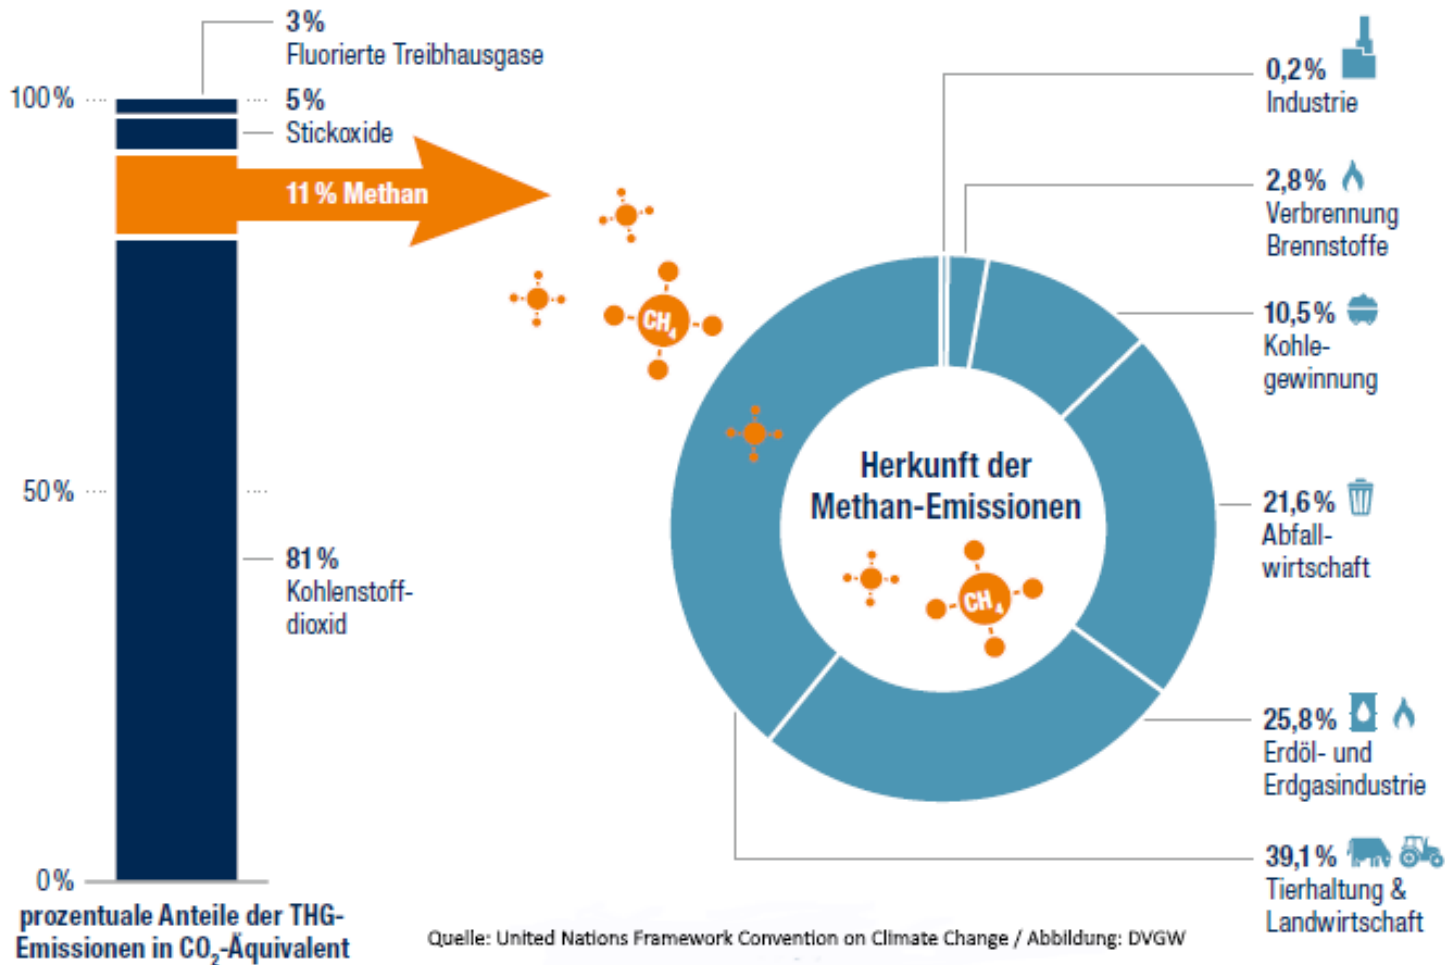 3 %
Fluorierte Treibhausgase
100 %
5 %
Stickoxide
11 % Methan
50 %
81 %
Kohlenstoff-
dioxid
0 %
prozentuale Anteile der THG-
Emissionen in CO₂-Äquivalent
CH₄
Herkunft der
Methan-Emissionen
CH₄
0,2 %
Industrie
2,8 %
Verbrennung
Brennstoffe
10,5 %
Kohle-
gewinnung
21,6 %
Abfall-
wirtschaft
25,8 %
Erdöl- und
Erdgasindustrie
39,1 %
Tierhaltung &
Landwirtschaft
Quelle: United Nations Framework Convention on Climate Change / Abbildung: DVGW